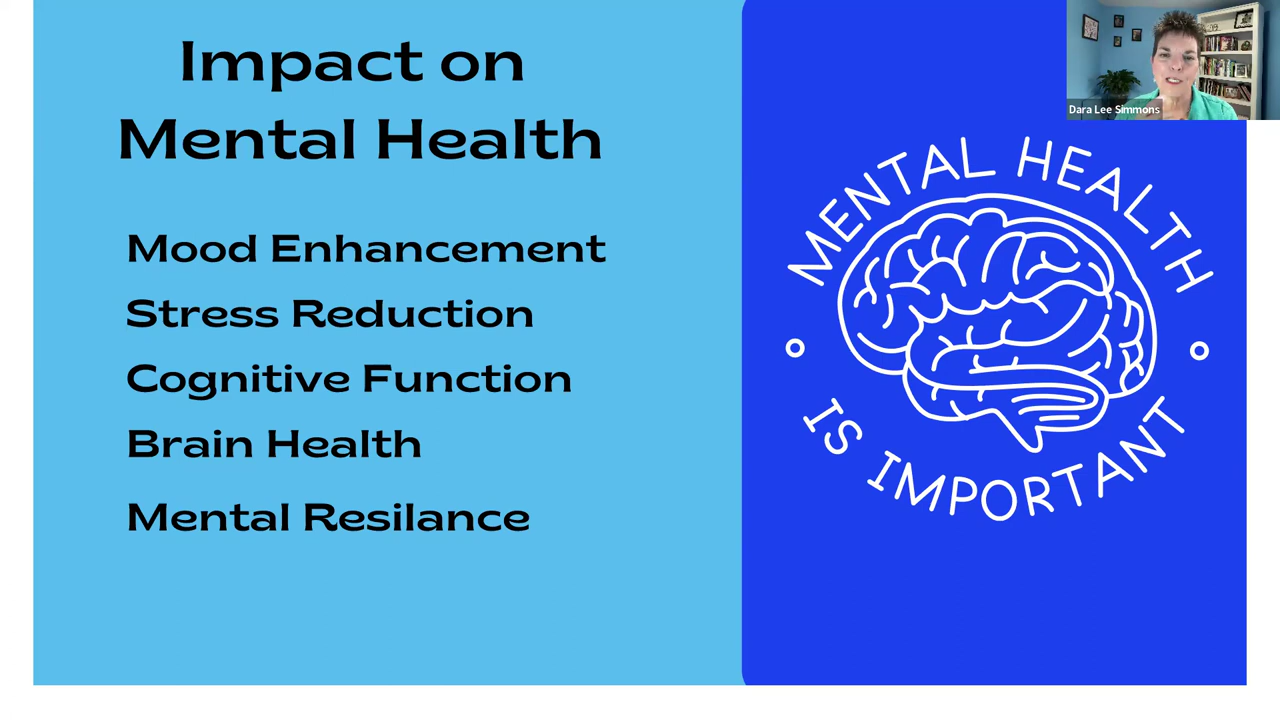 Impact on
Mental Health
Mood Enhancement
Stress Reduction
Cognitive Function
Brain Health
Mental Resilance
MENTAL HEALTH
IS IMPORTANT
Dara Lee Simmons